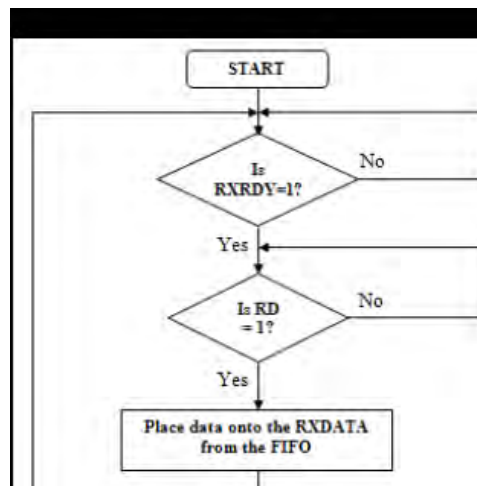 START
Is
RXRDY=1?
No
Yes
Is RD
= 1?
No
Yes
Place data onto the RXDATA
from the FIFO